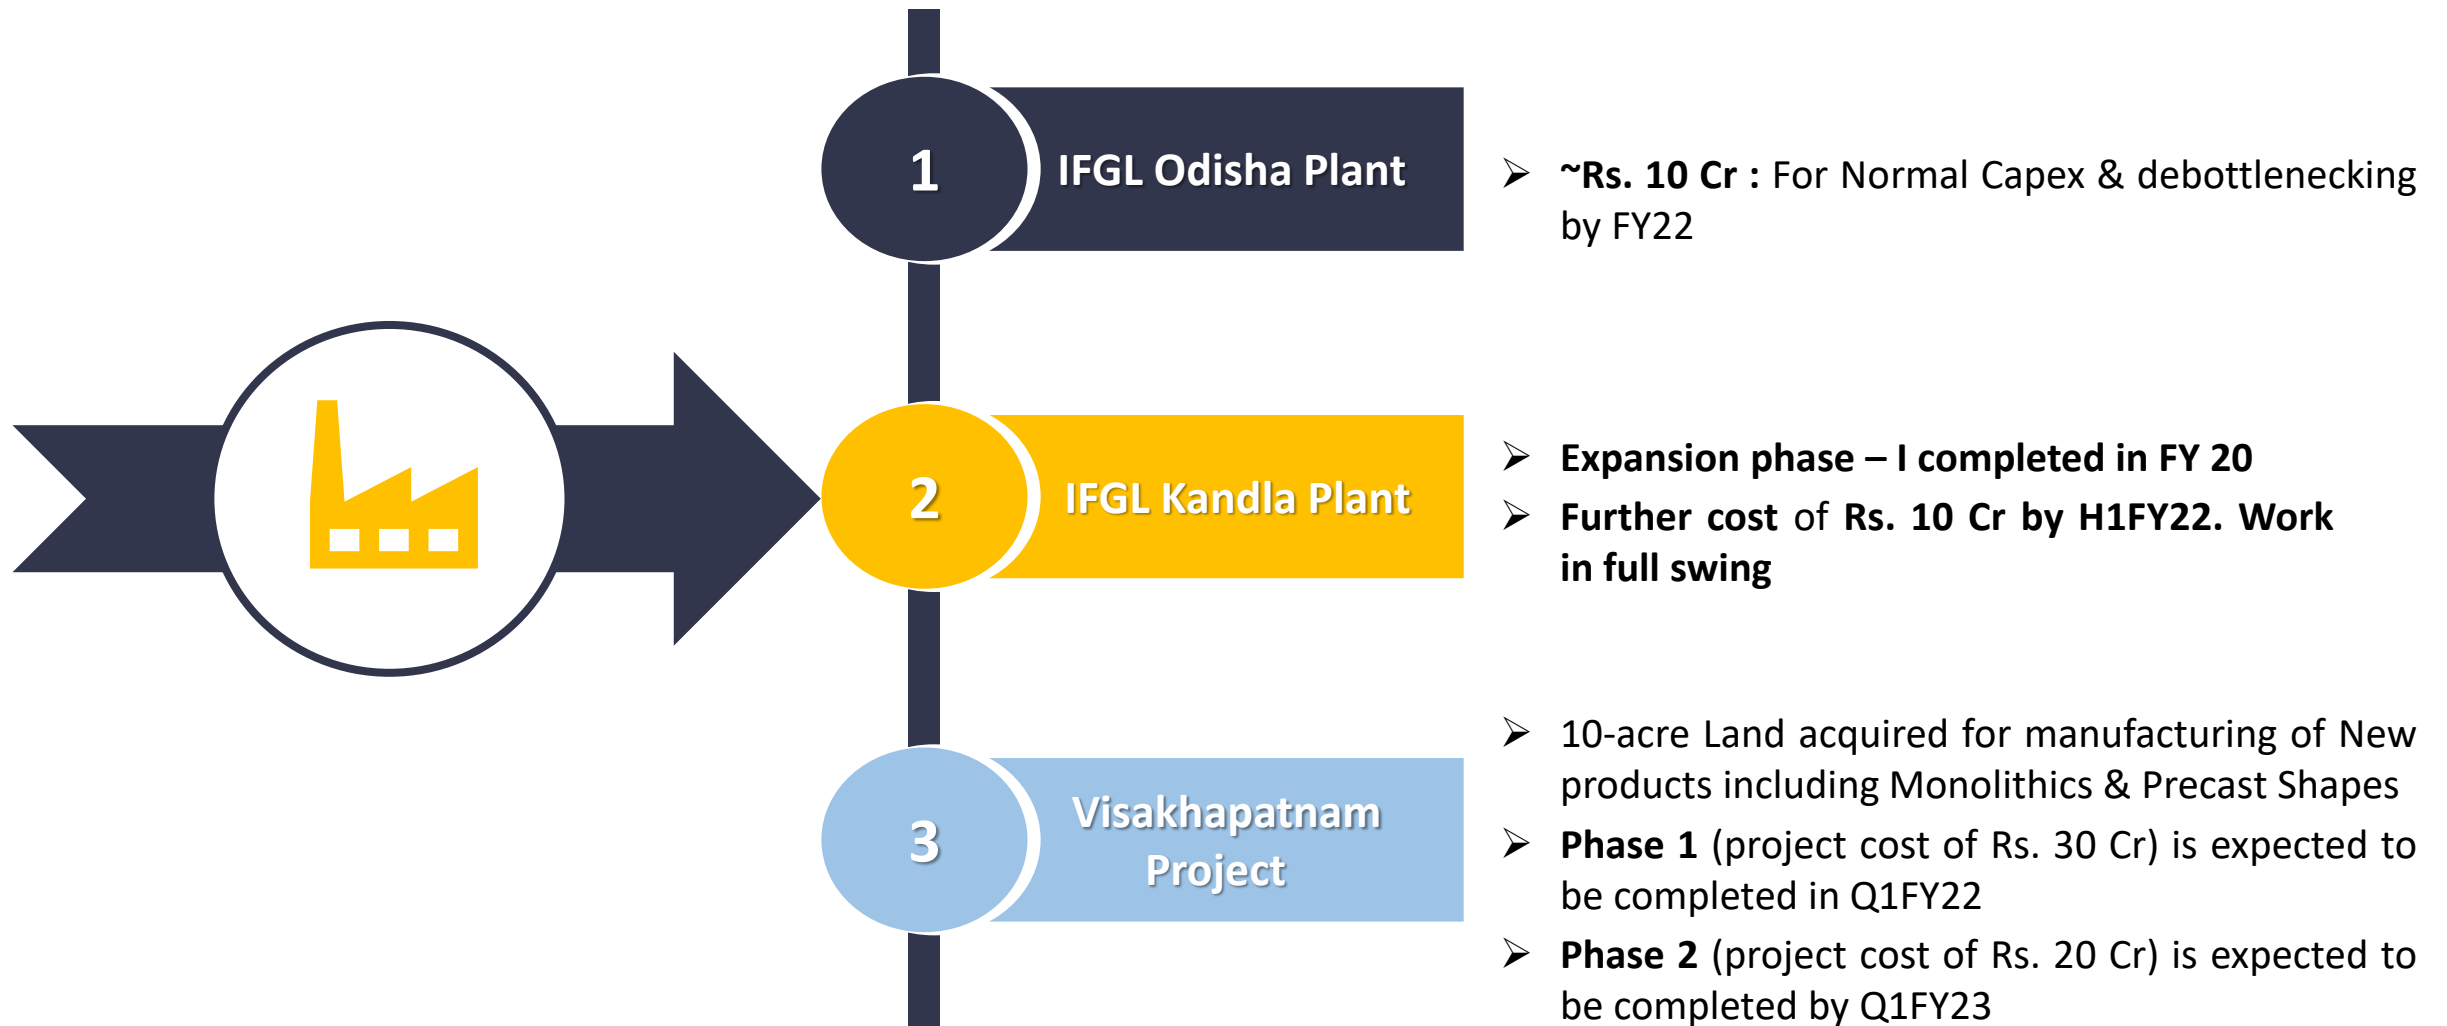 1
IFGL Odisha Plant
➢ ~Rs. 10 Cr : For Normal Capex & debottlenecking
by FY22
2
IFGL Kandla Plant
➢ Expansion phase – I completed in FY 20
➢ Further cost of Rs. 10 Cr by H1FY22. Work
in full swing
3
Visakhapatnam
Project
➢ 10-acre Land acquired for manufacturing of New
products including Monolithics & Precast Shapes
➢ Phase 1 (project cost of Rs. 30 Cr) is expected to
be completed in Q1FY22
➢ Phase 2 (project cost of Rs. 20 Cr) is expected to
be completed by Q1FY23